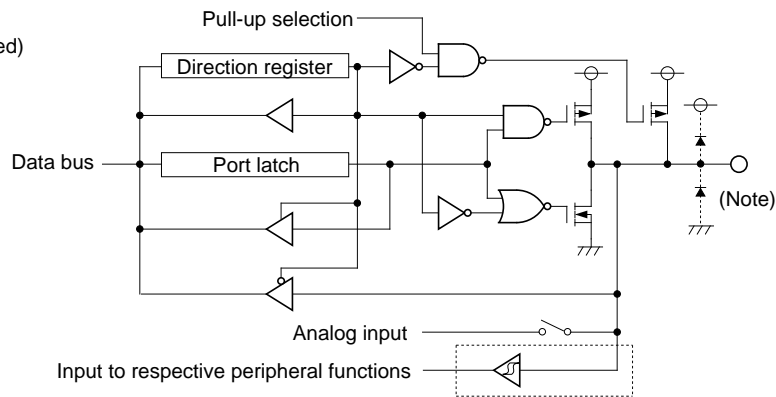 Pull-up selection
ed)
Direction register
Data bus
Port latch
(Note)
Analog input
Input to respective peripheral functions